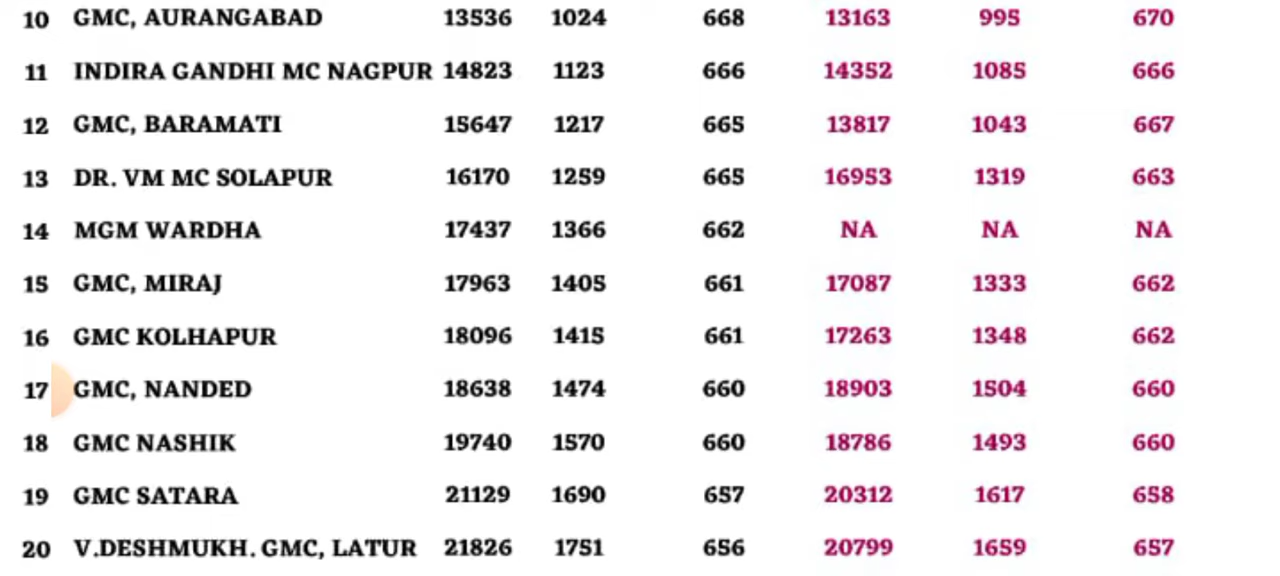 10 GMC, AURANGABAD 13536 1024 668 13163 995 670
11 INDIRA GANDHI MC NAGPUR 14823 1123 666 14352 1085 666
12 GMC, BARAMATI 15647 1217 665 13817 1043 667
13 DR. VM MC SOLAPUR 16170 1259 665 16953 1319 663
14 MGM WARDHA 17437 1366 662 NA NA NA
15 GMC, MIRAJ 17963 1405 661 17087 1333 662
16 GMC KOLHAPUR 18096 1415 661 17263 1348 662
17 GMC, NANDED 18638 1474 660 18903 1504 660
18 GMC NASHIK 19740 1570 660 18786 1493 660
19 GMC SATARA 21129 1690 657 20312 1617 658
20 V.DESHMUKH. GMC, LATUR 21826 1751 656 20799 1659 657